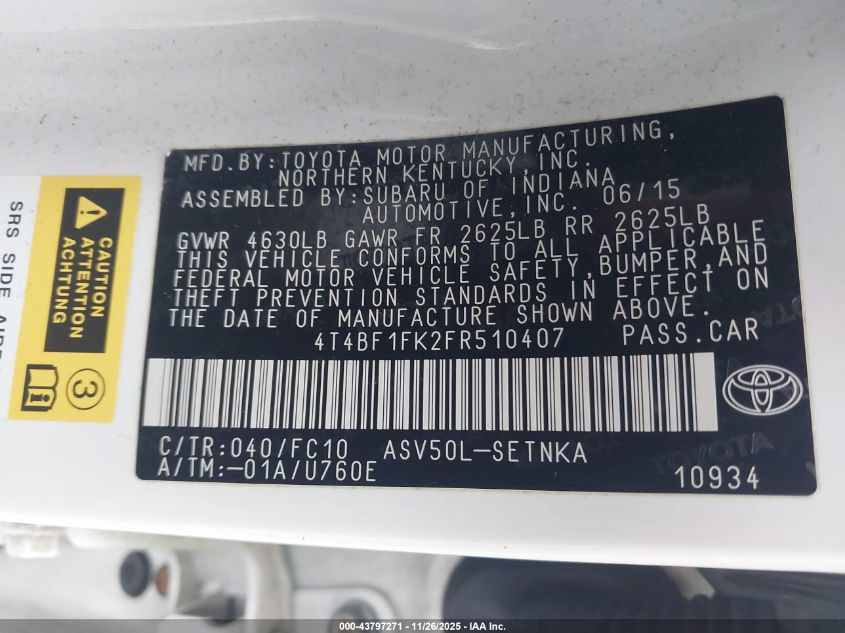 MFD.BY:TOYOTA MOTOR MANUFACTURING,
NORTHERN KENTUCKY,INC.
ASSEMBLED BY:SUBARU OF INDIANA
AUTOMOTIVE,INC. 06/15
GVWR 4630LB GAWR FR 2625LB RR 2625LB
THIS VEHICLE CONFORMS TO ALL APPLICABLE
FEDERAL MOTOR VEHICLE SAFETY,BUMPER,AND
THEFT PREVENTION STANDARDS IN EFFECT ON
THE DATE OF MANUFACTURE SHOWN ABOVE.
4T4BF1FK2FR510407 PASS.CAR
C/TR:040/FC10 ASV50L-SETNKA
A/TM:-01A/U760E
10934
TOYOTA
CAUTION
ATTENTION
ACHTUNG
3
SRS SIDE
000-43797271 - 11/26/2025 - IAA Inc.